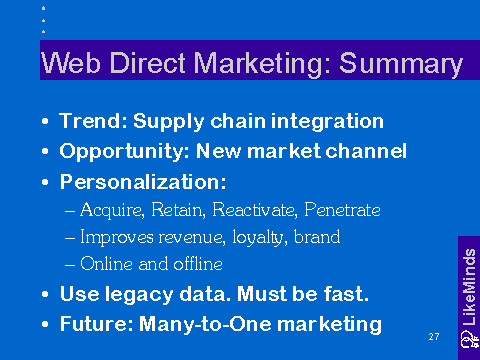 Web Direct Marketing: Summary
• Trend: Supply chain integration
• Opportunity: New market channel
• Personalization:
– Acquire, Retain, Reactivate, Penetrate
– Improves revenue, loyalty, brand
– Online and offline
• Use legacy data. Must be fast.
• Future: Many-to-One marketing
LikeMinds
27